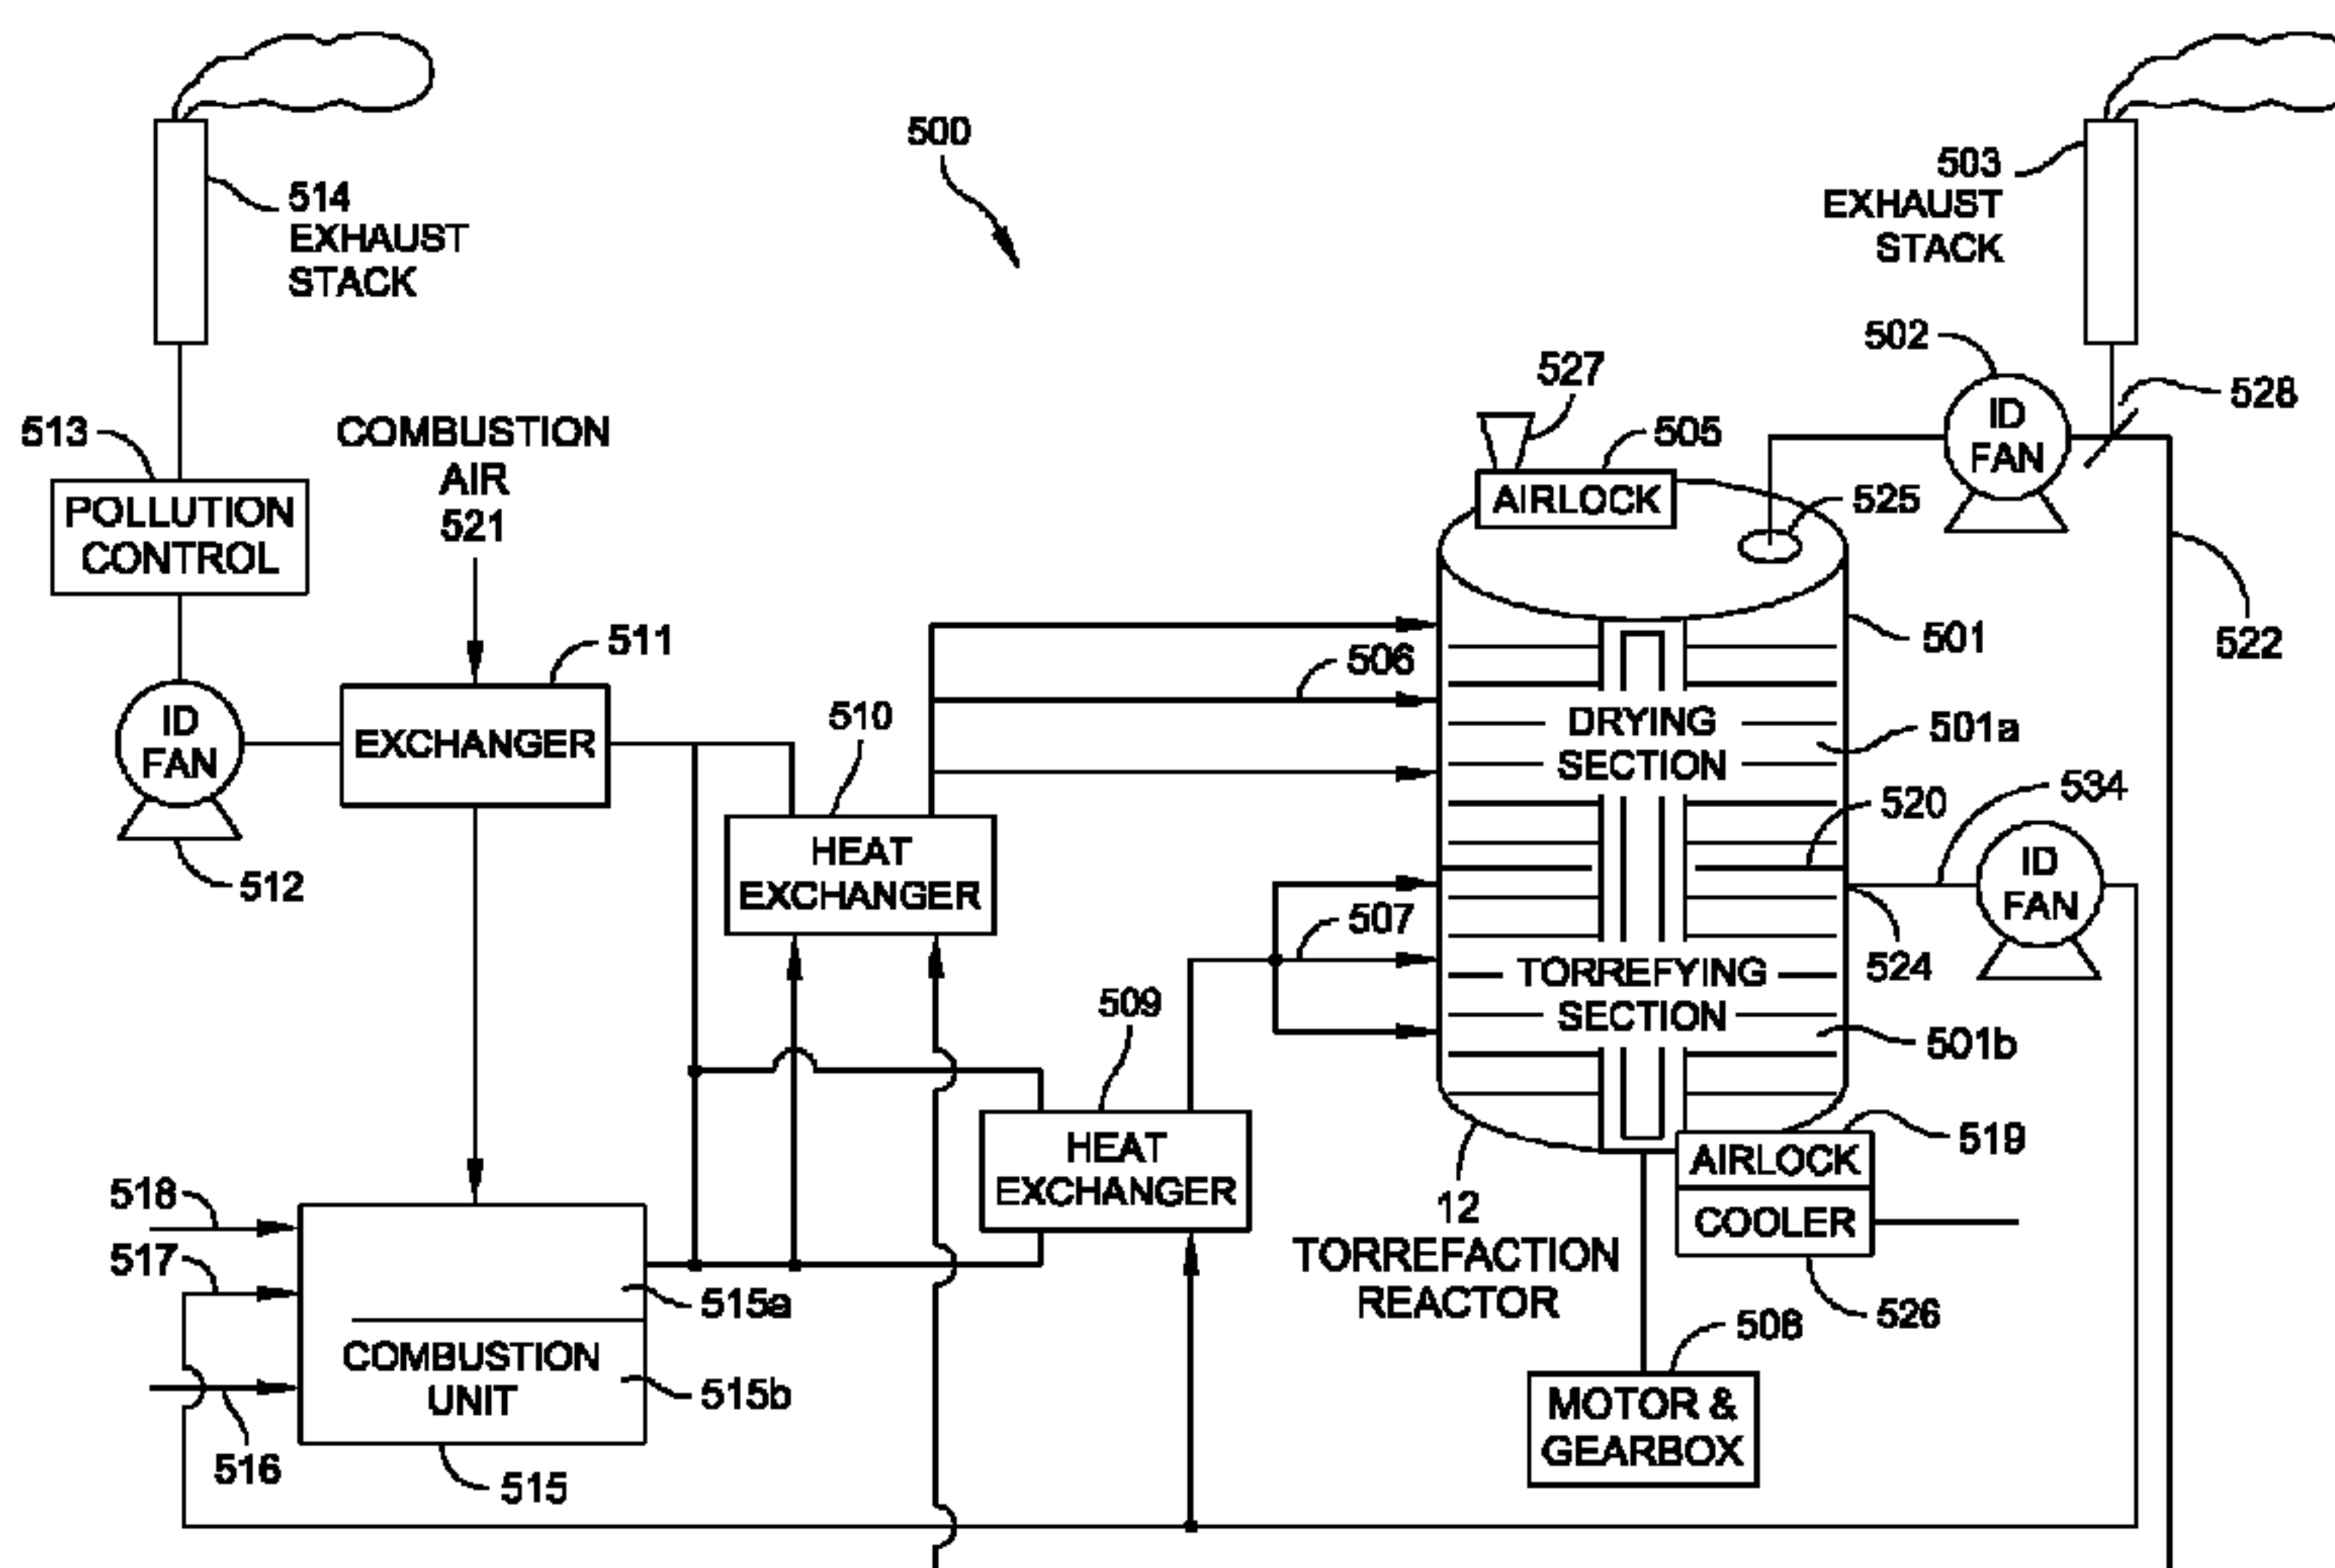 500
514
EXHAUST
STACK
503
EXHAUST
STACK
502
ID
FAN
528
527
505
AIRLOCK
525
513
POLLUTION
CONTROL
COMBUSTION
AIR
521
511
EXCHANGER
ID
FAN
512
510
HEAT
EXCHANGER
506
501
522
DRYING
SECTION
501a
520
534
ID
FAN
524
507
TORREFYING
SECTION
501b
509
HEAT
EXCHANGER
519
AIRLOCK
COOLER
526
12
TORREFACTION
REACTOR
508
MOTOR &
GEARBOX
518
517
516
515a
COMBUSTION
UNIT
515b
515